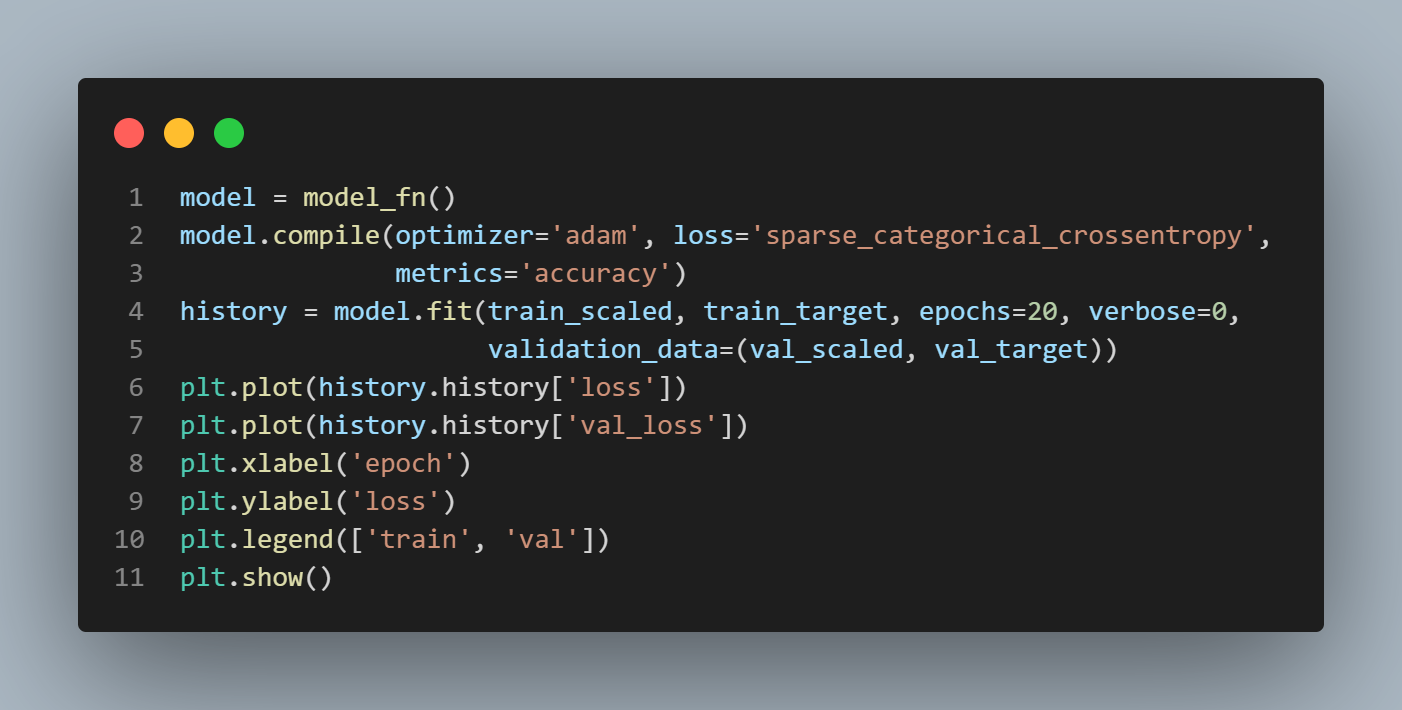 1 model = model_fn()
2 model.compile(optimizer='adam', loss='sparse_categorical_crossentropy',
3               metrics='accuracy')
4 history = model.fit(train_scaled, train_target, epochs=20, verbose=0,
5                     validation_data=(val_scaled, val_target))
6 plt.plot(history.history['loss'])
7 plt.plot(history.history['val_loss'])
8 plt.xlabel('epoch')
9 plt.ylabel('loss')
10 plt.legend(['train', 'val'])
11 plt.show()